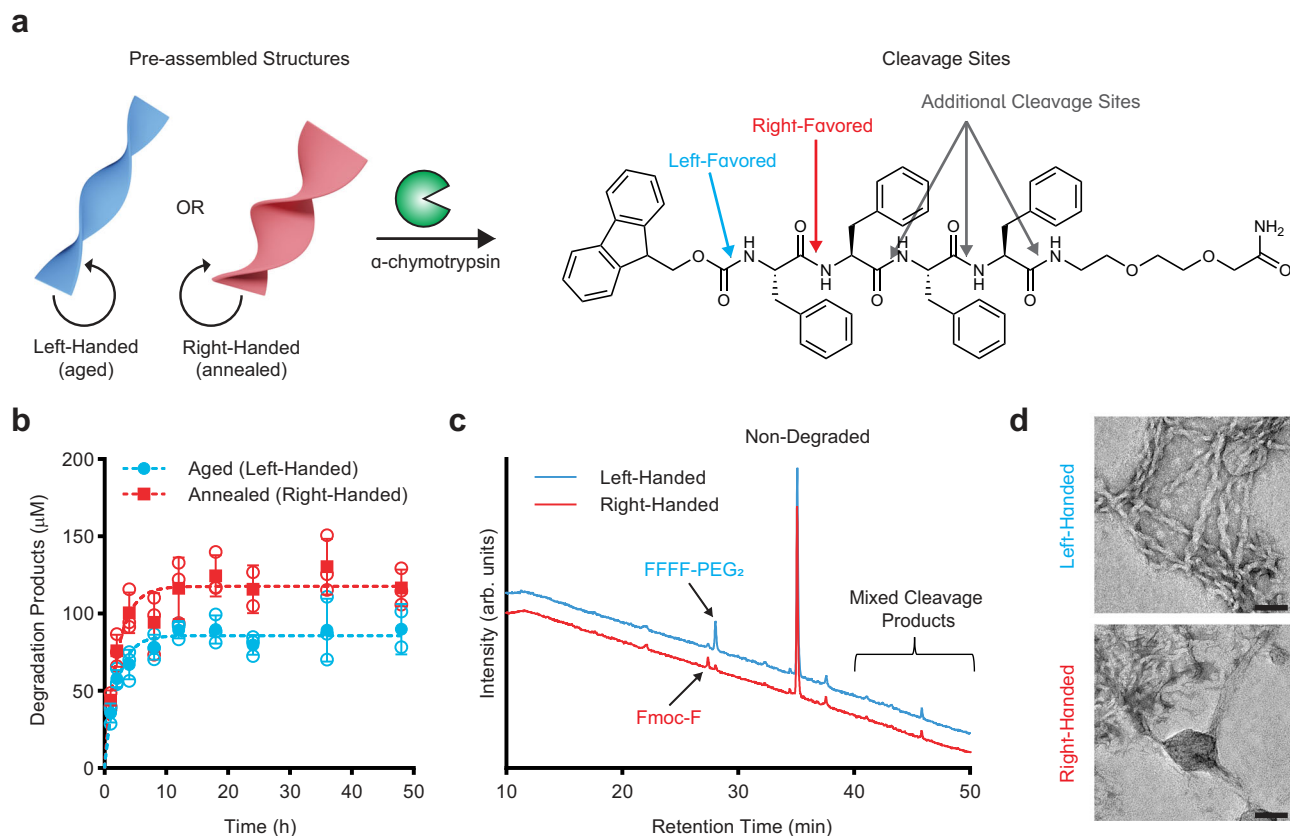 a
Pre-assembled Structures
Cleavage Sites
OR
α-chymotrypsin
Left-Handed
(aged)
Right-Handed
(annealed)
Additional Cleavage Sites
Right-Favored
Left-Favored
O
O
H
N
O
N
H
O
H
N
O
N
H
O
H
N
O
O
NH2
O
b
Degradation Products (μM)
200
150
100
50
0
Aged (Left-Handed)
Annealed (Right-Handed)
0
10
20
30
40
50
Time (h)
c
Non-Degraded
Left-Handed
Right-Handed
FFFF-PEG₂
Fmoc-F
Mixed Cleavage
Products
Intensity (arb. units)
10
20
30
40
50
Retention Time (min)
d
Left-Handed
Right-Handed